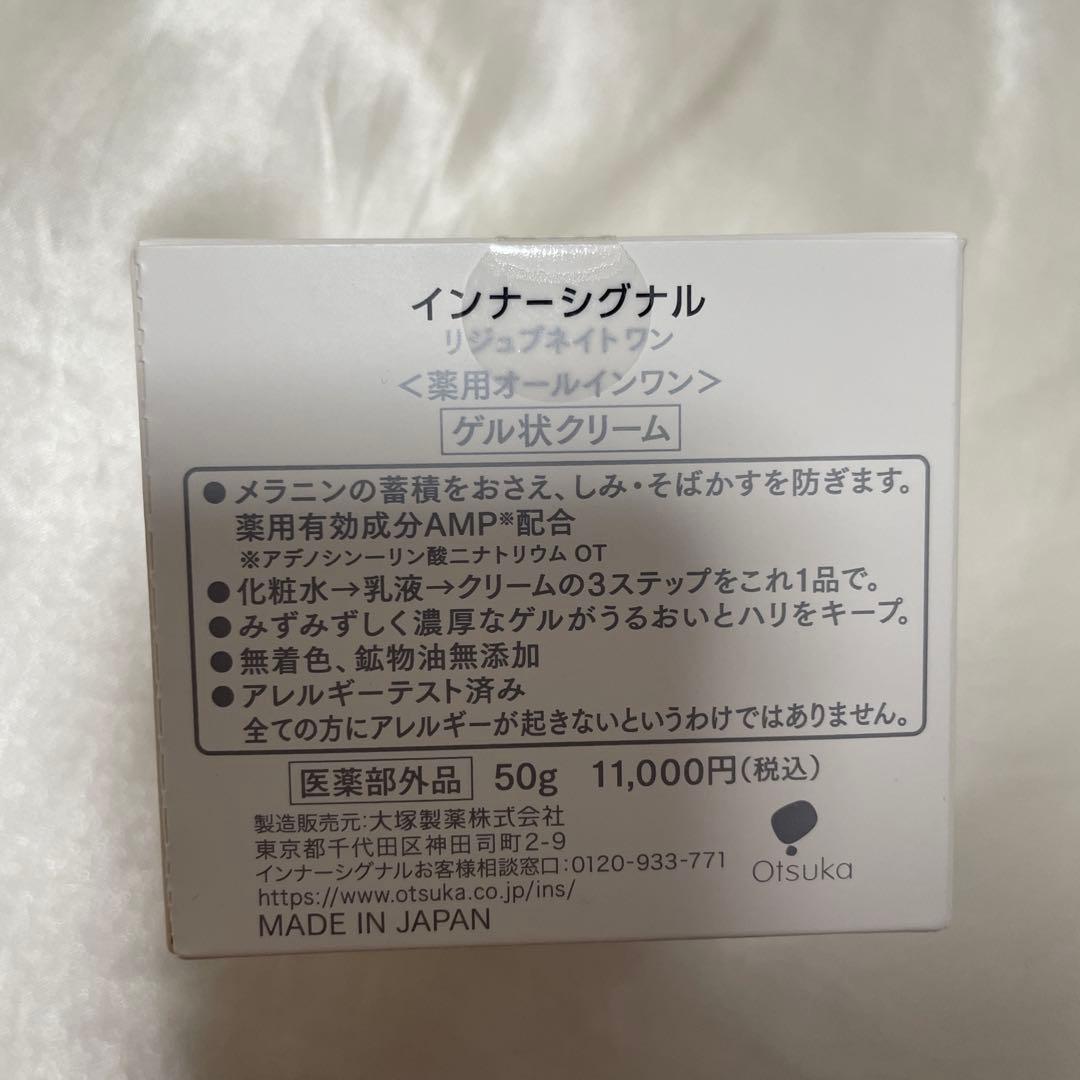 インナーシグナル
リジュブネイトワン
＜薬用オールインワン＞
ゲル状クリーム
●メラニンの蓄積をおさえ、しみ・そばかすを防ぎます。
薬用有効成分AMP※配合
※アデノシン一リン酸二ナトリウム OT
●化粧水→乳液→クリームの3ステップをこれ1品で。
●みずみずしく濃厚なゲルがうるおいとハリをキープ。
●無着色、鉱物油無添加
●アレルギーテスト済み
全ての方にアレルギーが起きないというわけではありません。
医薬部外品 50g 11,000円(税込)
製造販売元:大塚製薬株式会社
東京都千代田区神田司町2-9
インナーシグナルお客様相談窓口:0120-933-771
https://www.otsuka.co.jp/ins/
MADE IN JAPAN
Otsuka